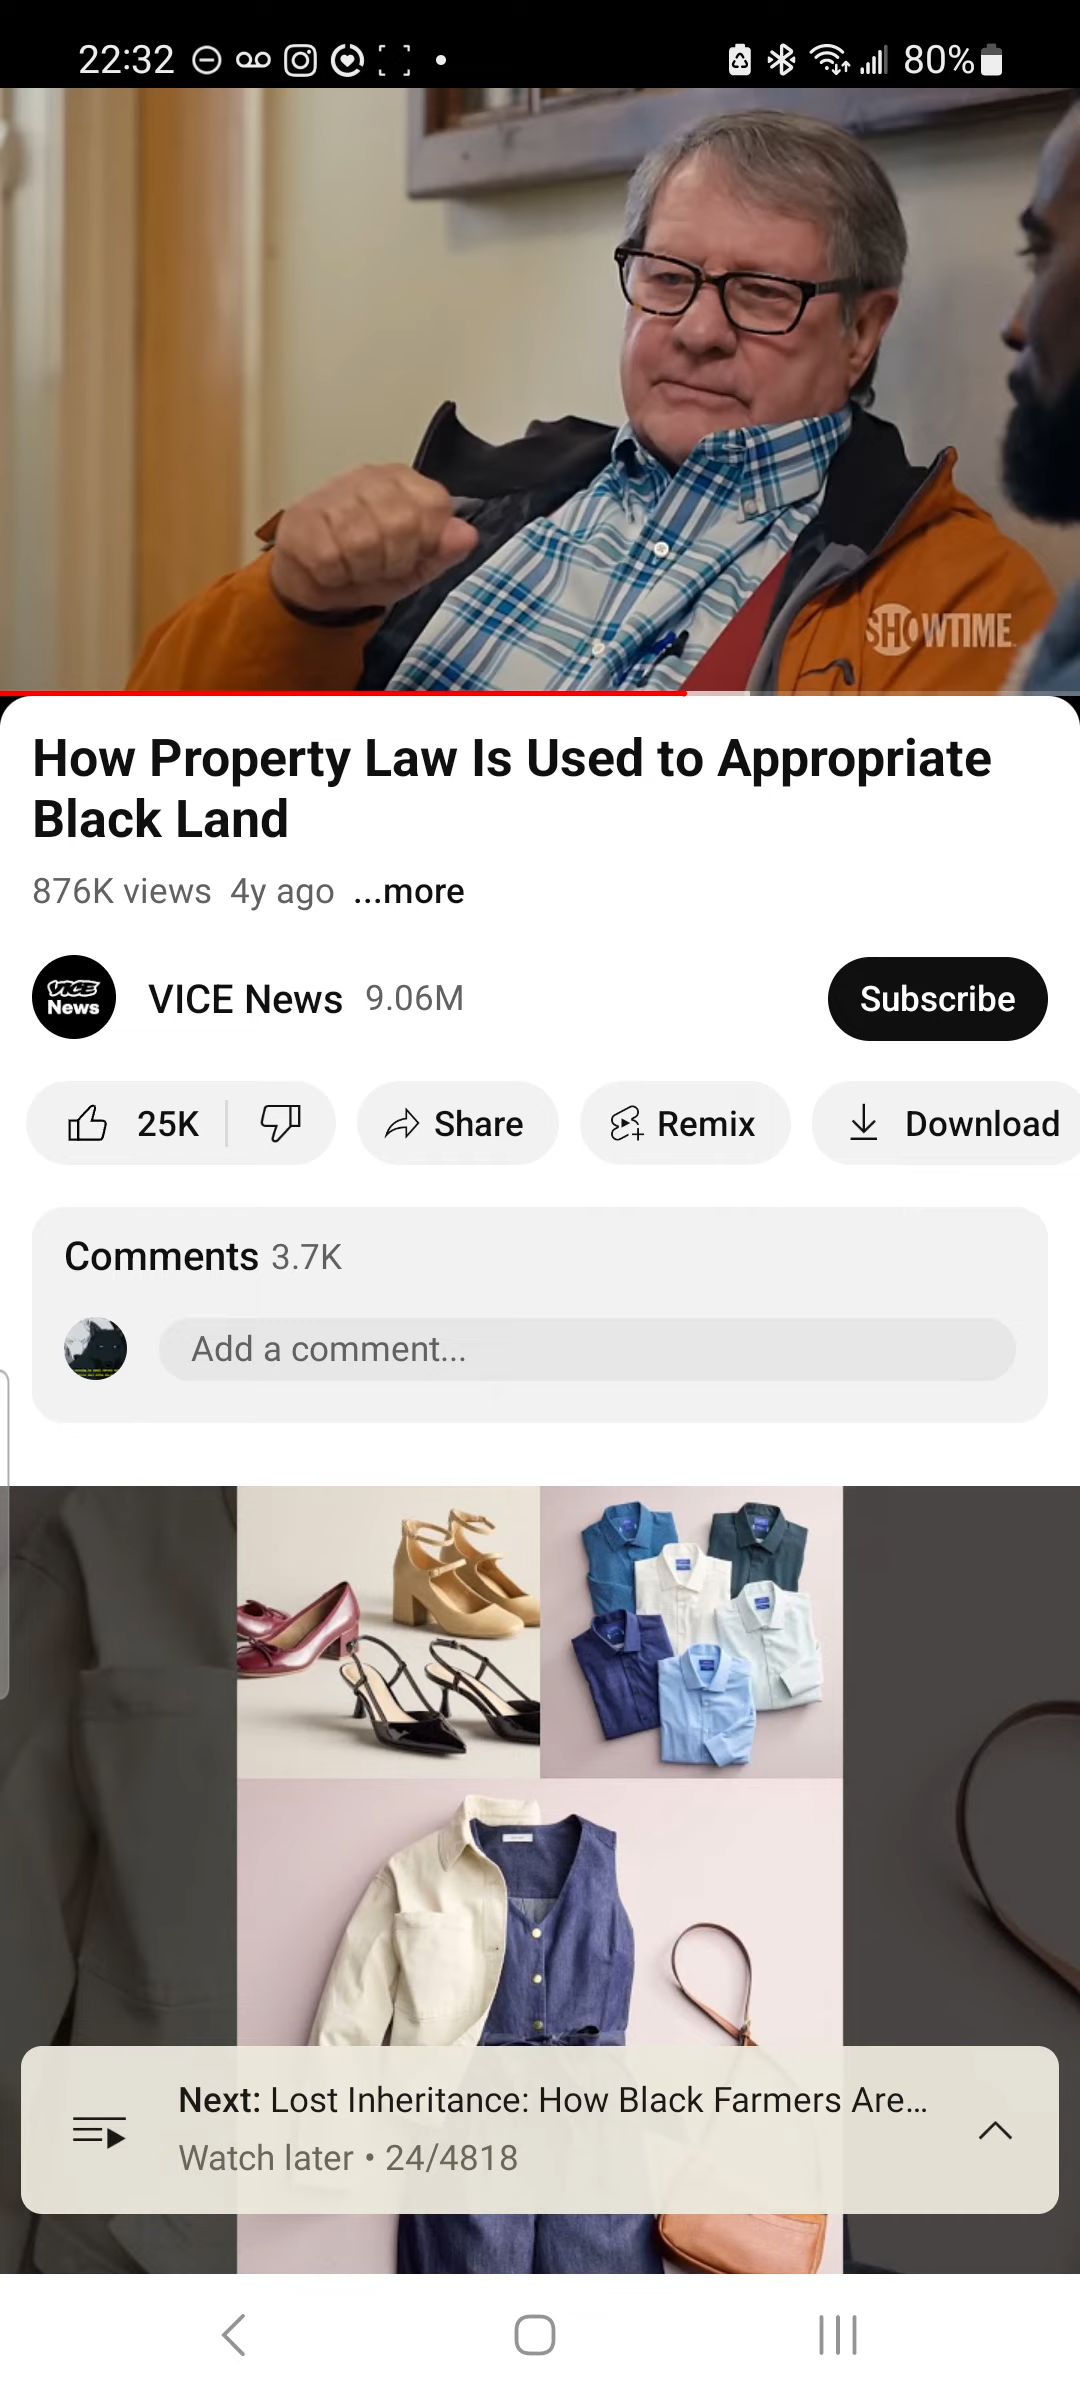 22:32
80%
SHOWTIME
How Property Law Is Used to Appropriate
Black Land
876K views 4y ago ...more
VICE News
VICE News 9.06M
Subscribe
25K
Share
Remix
Download
Comments 3.7K
Add a comment...
Next: Lost Inheritance: How Black Farmers Are...
Watch later • 24/4818